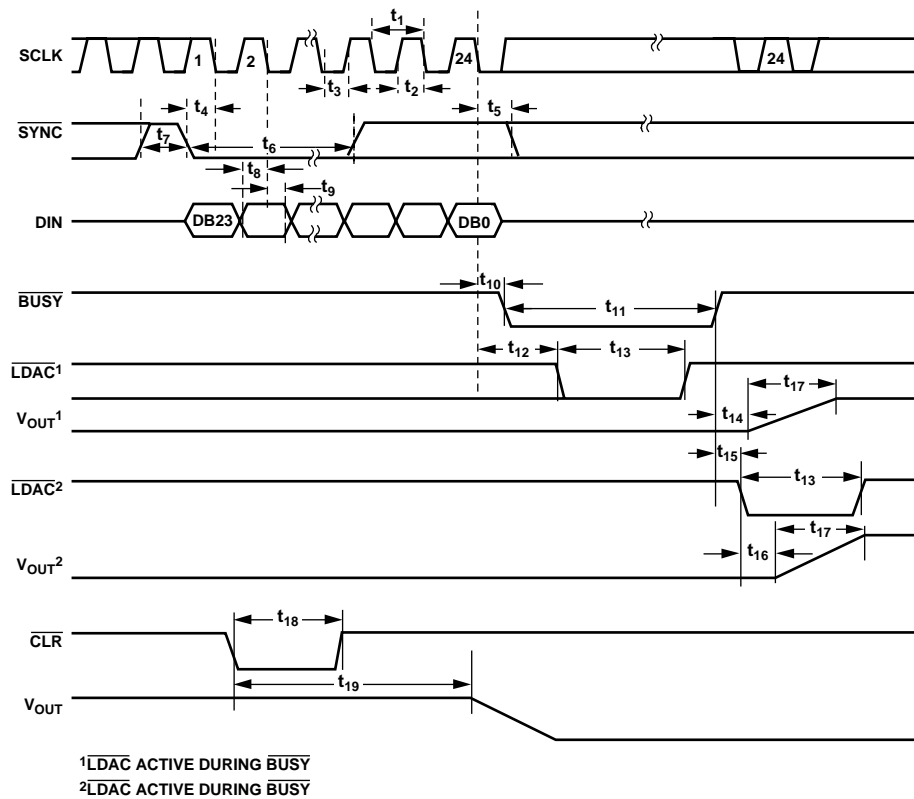 t1
SCLK 1 2 24 24
t3 t2
t4 t5
SYNC
t7 t6
t8
t9
DIN DB23 DB0
t10
BUSY t11
t12 t13
LDAC1
t17
VOUT1 t14
t15
LDAC2 t13
t17
t16
VOUT2
t18
CLR
t19
VOUT
1LDAC ACTIVE DURING BUSY
2LDAC ACTIVE DURING BUSY